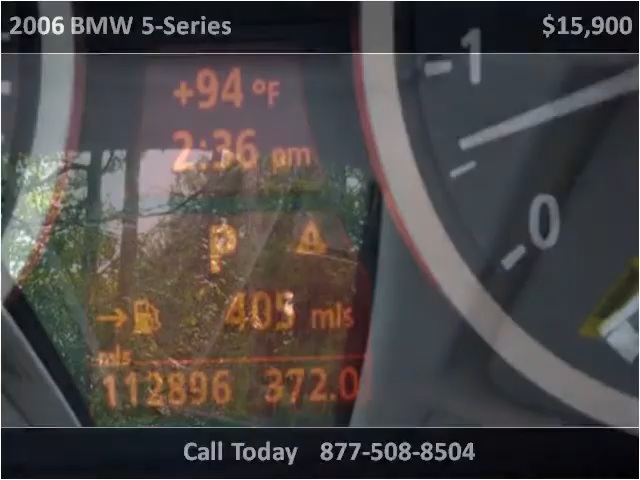 2006 BMW 5-Series $15,900
+94 °F
-1
2:36 pm
0
P
405 mls
mls
112896 372.0
Call Today 877-508-8504